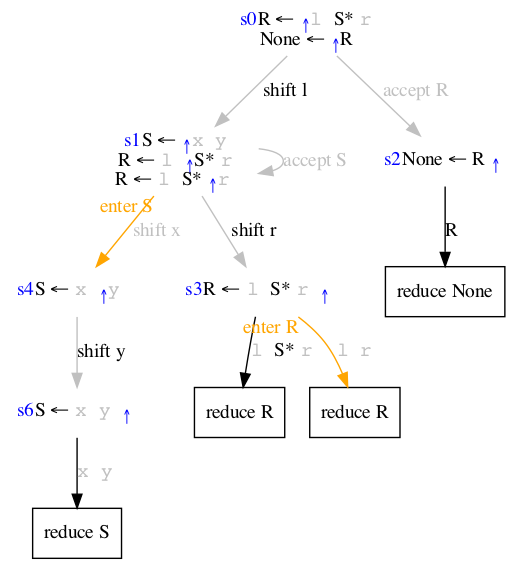 s0R ← ↑l S* r
None ← ↑R
shift l
accept R
s1S ← ↑x y
R ← l ↑S* r
R ← l S* ↑r
accept S
s2None ← R ↑
enter S
shift x
shift r
R
s4S ← x ↑y
s3R ← l S* r ↑
reduce None
enter R
shift y
l S* r
l r
s6S ← x y ↑
reduce R
reduce R
x y
reduce S